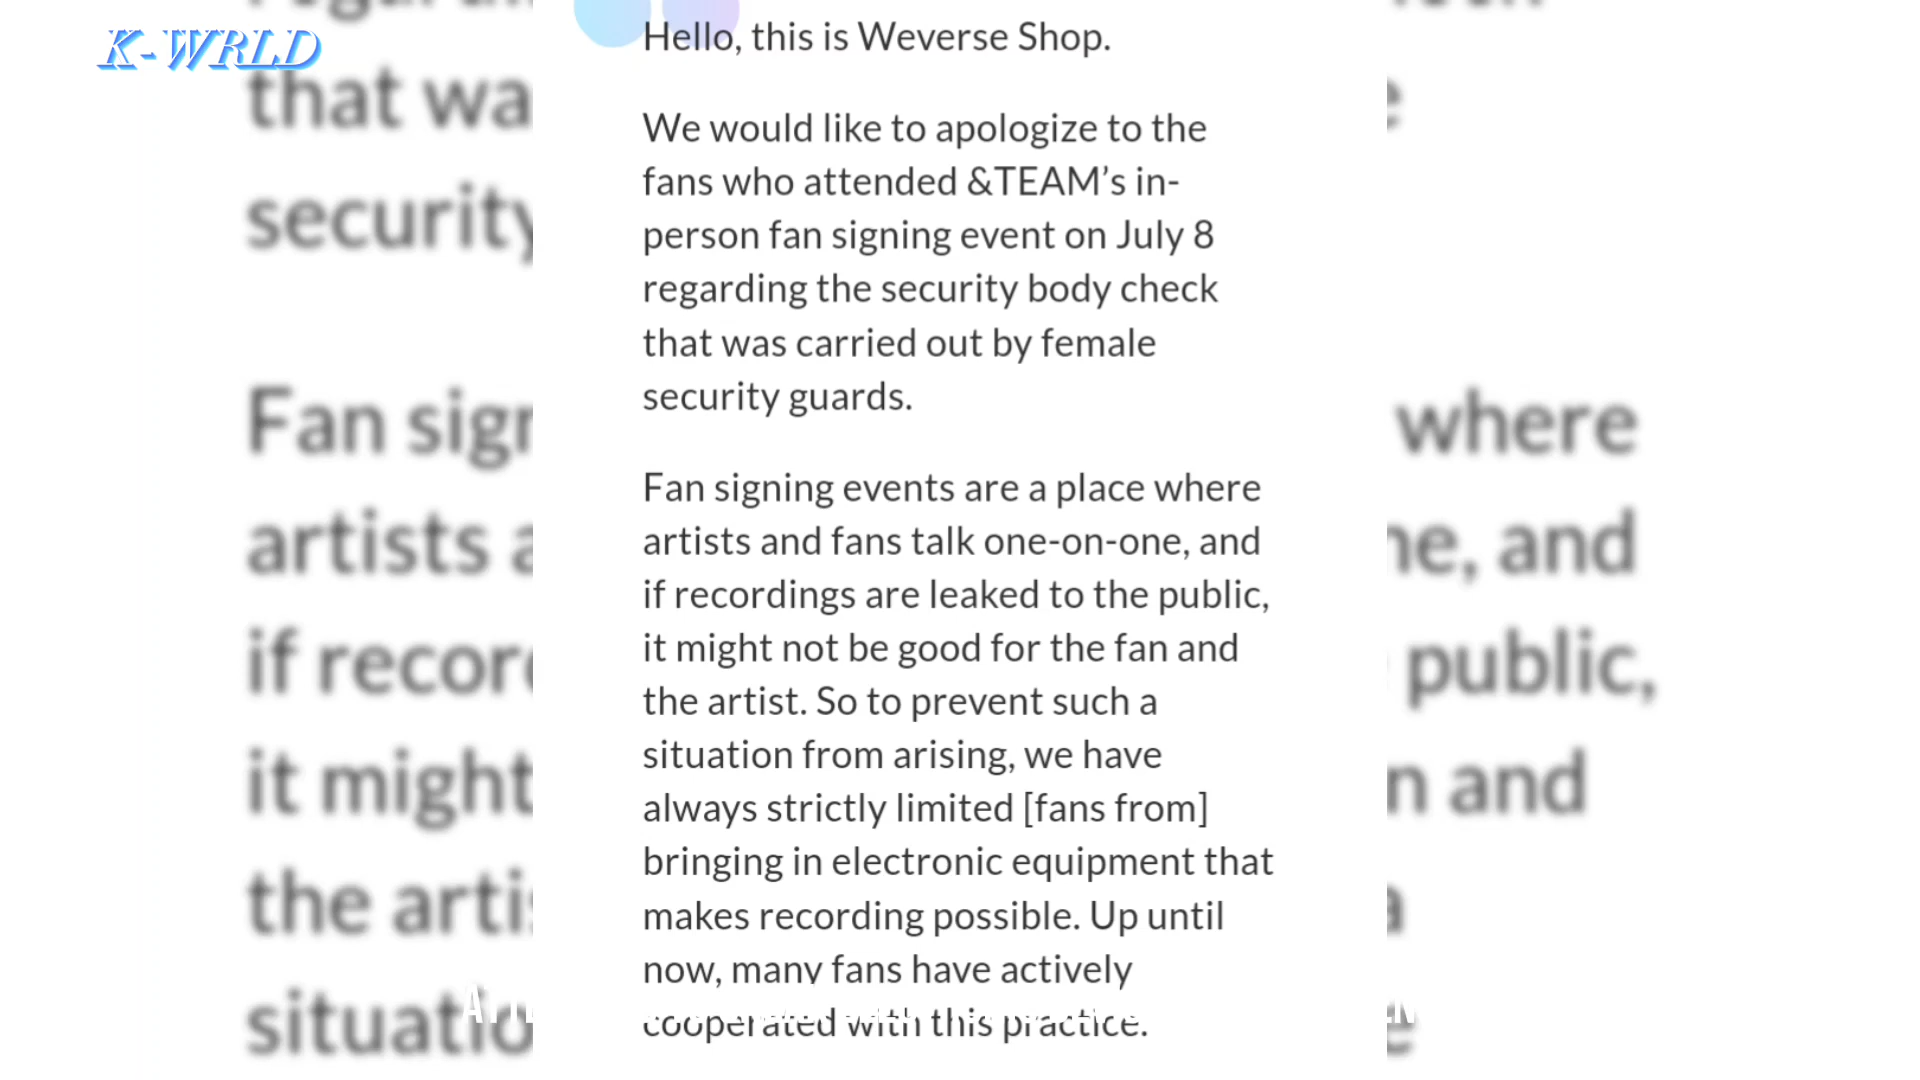 K-WRLD
Hello, this is Weverse Shop.
We would like to apologize to the
fans who attended &TEAM’s in-
person fan signing event on July 8
regarding the security body check
that was carried out by female
security guards.
Fan signing events are a place where
artists and fans talk one-on-one, and
if recordings are leaked to the public,
it might not be good for the fan and
the artist. So to prevent such a
situation from arising, we have
always strictly limited [fans from]
bringing in electronic equipment that
makes recording possible. Up until
now, many fans have actively
cooperated with this practice.